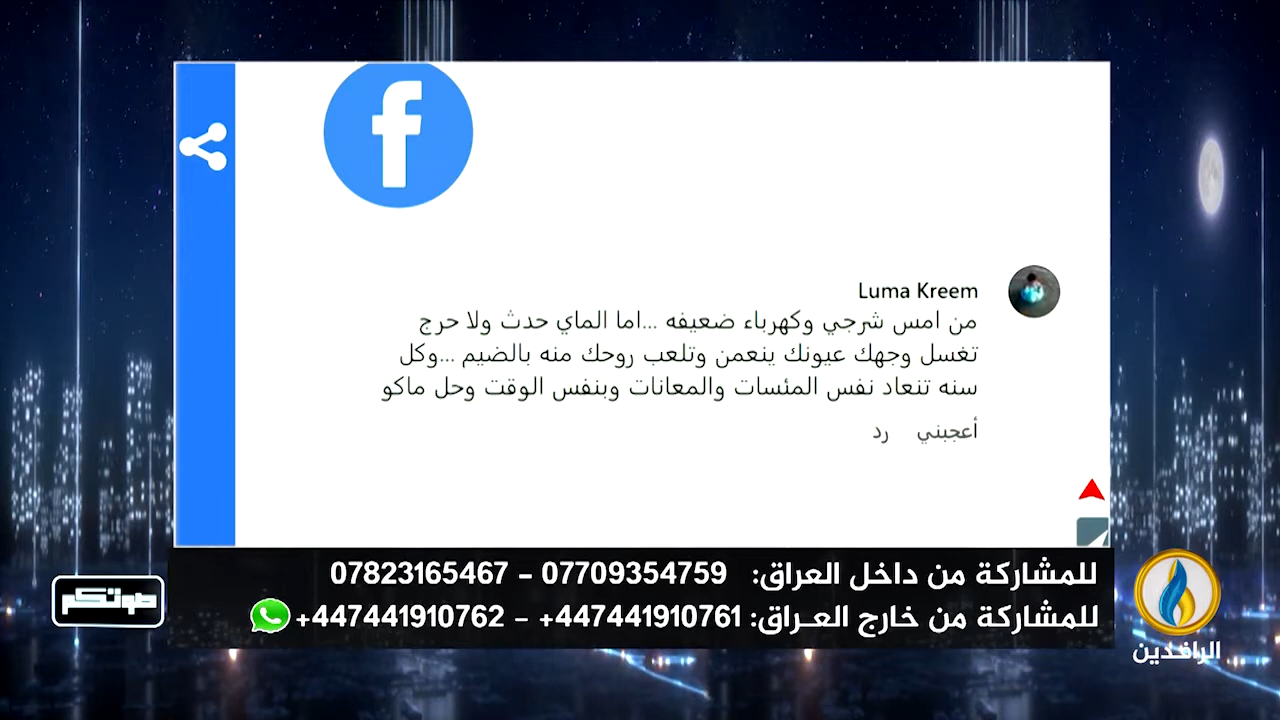 Luma Kreem
من امس شرجي وكهرباء ضعيفه ...اما الماي حدث ولا حرج
تغسل وجهك عيونك ينعمن وتلعب روحك منه بالضيم ...وكل
سنه تنعاد نفس المئسات والمعانات وبنفس الوقت وحل ماكو
أعجبني رد
للمشاركة من داخل العراق: 07709354759 - 07823165467
للمشاركة من خارج العـراق: 447441910761+ - 447441910762+
صوتكم
الرافدين